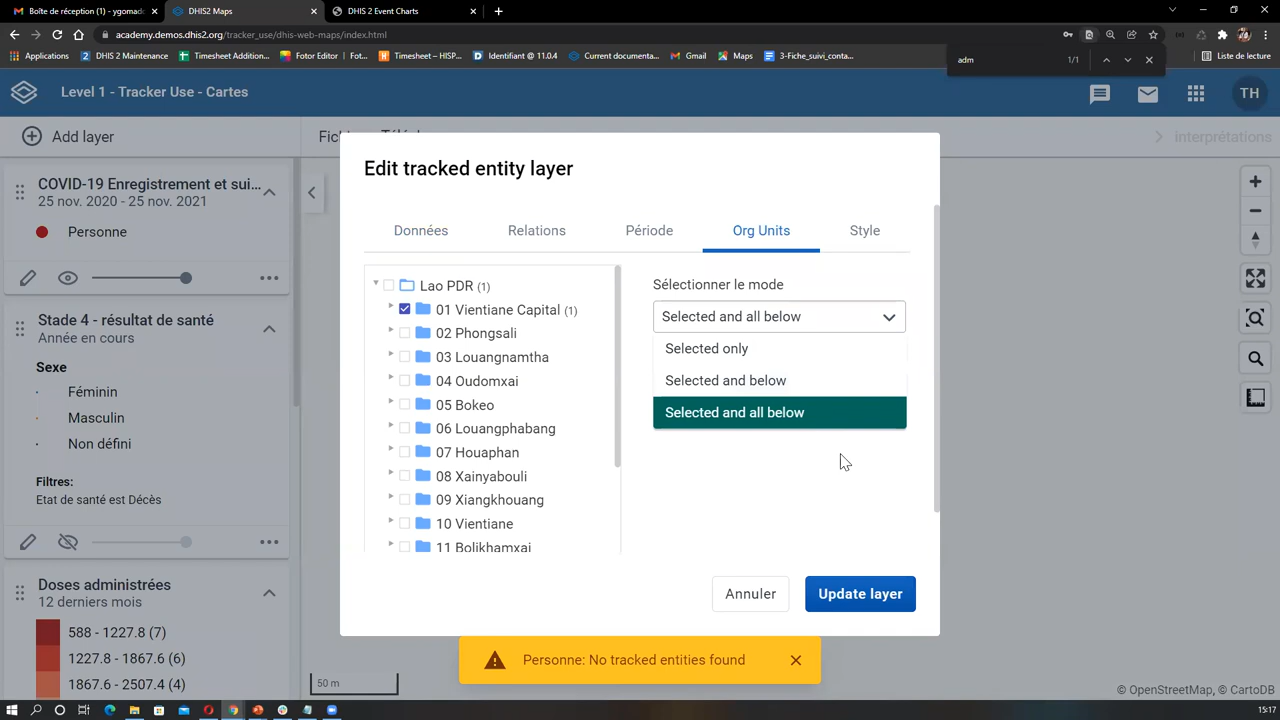 Boîte de réception (1) - ygomade
DHIS2 Maps
DHIS 2 Event Charts
academy.demos.dhis2.org/tracker_use/dhis-web-maps/index.html
Applications
DHIS 2 Maintenance
Timesheet Addition...
Fotor Editor | Fot...
Timesheet – HISP...
Identifiant @ 11.0.4
Current documenta...
Gmail
Maps
3-Fiche_suivi_conta...
Liste de lecture
adm
1/1
Level 1 - Tracker Use - Cartes
TH
Add layer
Interprétations
Edit tracked entity layer
Données
Relations
Période
Org Units
Style
COVID-19 Enregistrement et sui...
25 nov. 2020 - 25 nov. 2021
Personne
Stade 4 - résultat de santé
Année en cours
Sexe
Féminin
Masculin
Non défini
Filtres:
Etat de santé est Décès
Doses administrées
12 derniers mois
588 - 1227.8 (7)
1227.8 - 1867.6 (6)
1867.6 - 2507.4 (4)
Lao PDR (1)
01 Vientiane Capital (1)
02 Phongsali
03 Louangnamtha
04 Oudomxai
05 Bokeo
06 Louangphabang
07 Houaphan
08 Xainyabouli
09 Xiangkhouang
10 Vientiane
11 Bolikhamxai
Sélectionner le mode
Selected and all below
Selected only
Selected and below
Selected and all below
Annuler
Update layer
Personne: No tracked entities found
50 m
© OpenStreetMap, © CartoDB
15:17